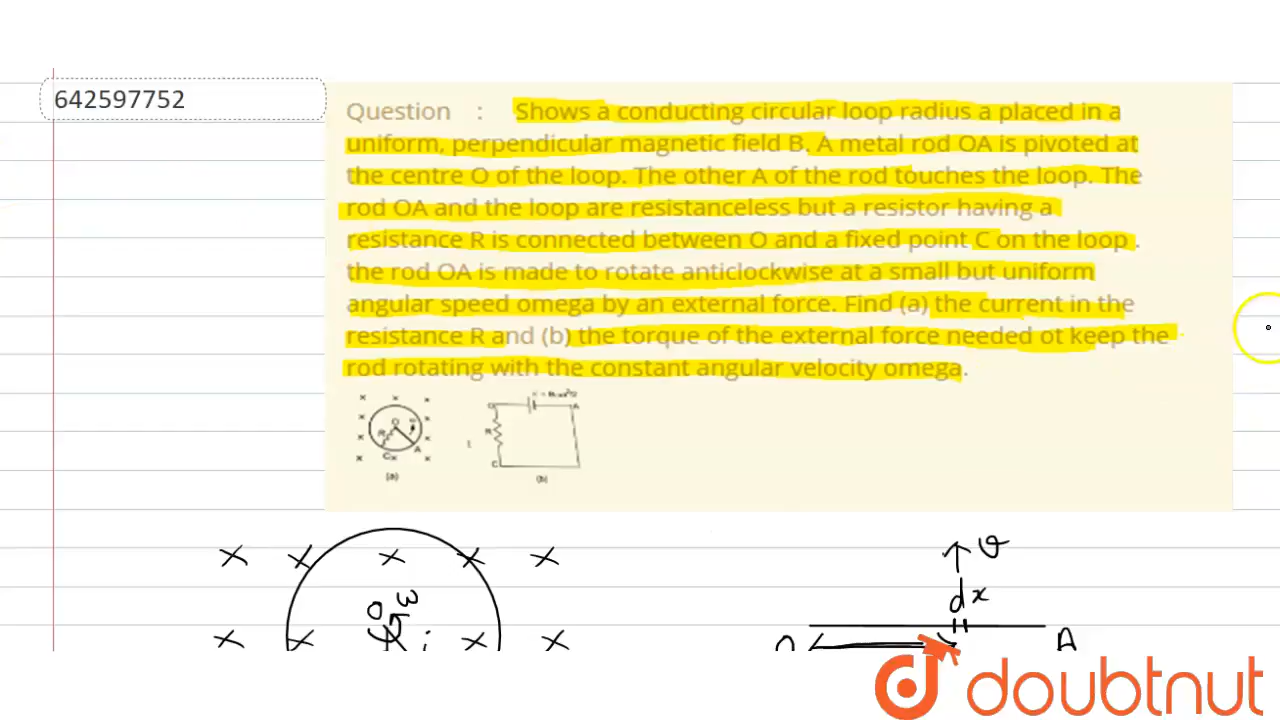 642597752
Question : Shows a conducting circular loop radius a placed in a
uniform, perpendicular magnetic field B. A metal rod OA is pivoted at
the centre O of the loop. The other A of the rod touches the loop. The
rod OA and the loop are resistanceless but a resistor having a
resistance R is connected between O and a fixed point C on the loop .
the rod OA is made to rotate anticlockwise at a small but uniform
angular speed omega by an external force. Find (a) the current in the
resistance R and (b) the torque of the external force needed ot keep the
rod rotating with the constant angular velocity omega.
O
R
A
C
(a)
A
R
C
(b)
v
dx
A
doubtnut